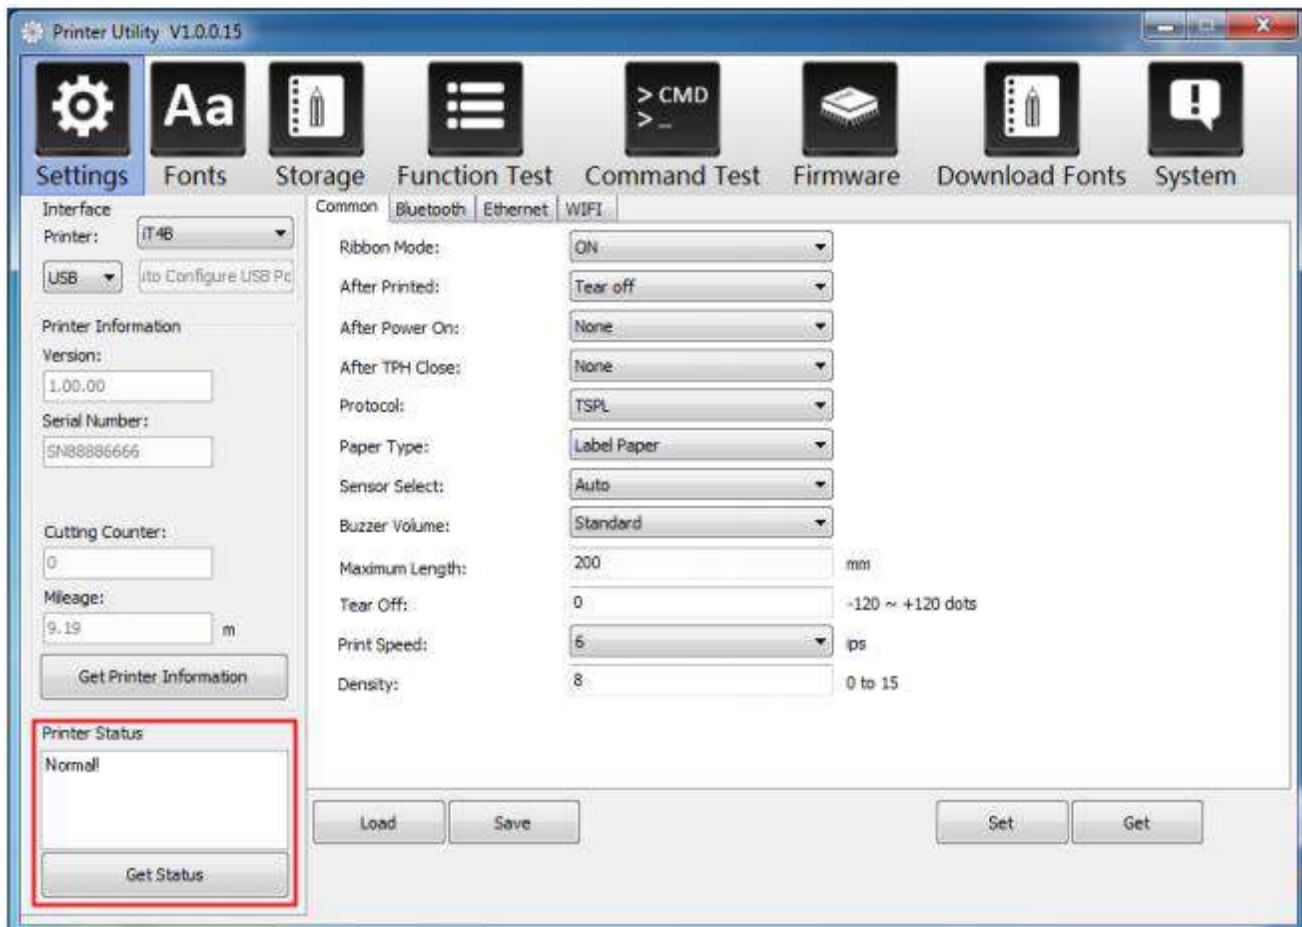 Printer Utility V1.0.0.15
Aa
> CMD
> _
Settings Fonts Storage Function Test Command Test Firmware Download Fonts System
Interface
Printer: iT4B
USB uto Configure USB Po
Printer Information
Version:
1.00.00
Serial Number:
SN88886666
Cutting Counter:
0
Mileage:
9.19 m
Get Printer Information
Printer Status
Normal!
Get Status
Common Bluetooth Ethernet WIFI
Ribbon Mode: ON
After Printed: Tear off
After Power On: None
After TPH Close: None
Protocol: TSPL
Paper Type: Label Paper
Sensor Select: Auto
Buzzer Volume: Standard
Maximum Length: 200 mm
Tear Off: 0 -120 ~ +120 dots
Print Speed: 6 ips
Density: 8 0 to 15
Load Save Set Get